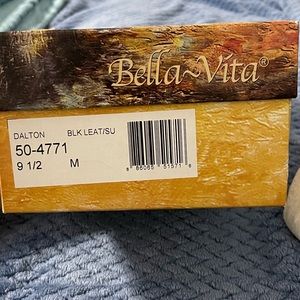 Bella~Vita®
DALTON BLK LEAT/SU
50-4771
9 1/2 M